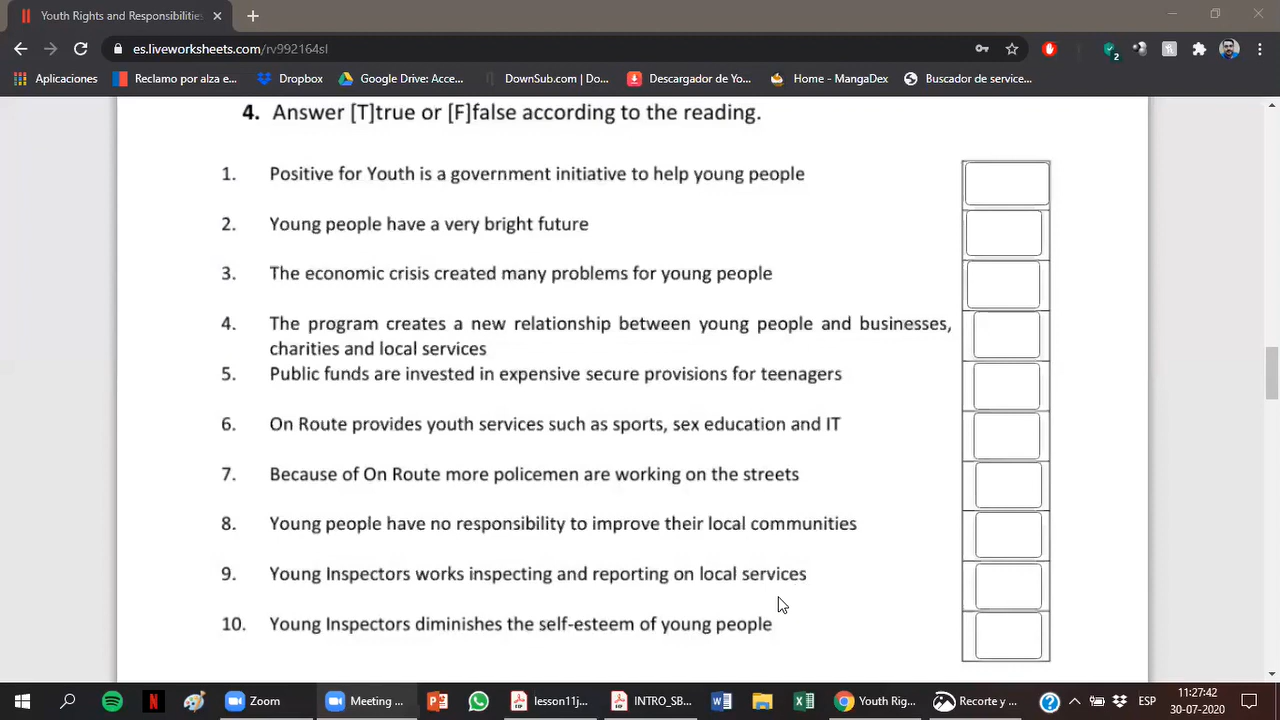 Youth Rights and Responsibilities
es.liveworksheets.com/rv992164sl
2
Aplicaciones
Reclamo por alza e...
Dropbox
Google Drive: Acce...
DownSub.com | Do...
Descargador de Yo...
Home - MangaDex
Buscador de service...
4. Answer [T]true or [F]false according to the reading.
1. Positive for Youth is a government initiative to help young people
2. Young people have a very bright future
3. The economic crisis created many problems for young people
4. The program creates a new relationship between young people and businesses,
charities and local services
5. Public funds are invested in expensive secure provisions for teenagers
6. On Route provides youth services such as sports, sex education and IT
7. Because of On Route more policemen are working on the streets
8. Young people have no responsibility to improve their local communities
9. Young Inspectors works inspecting and reporting on local services
10. Young Inspectors diminishes the self-esteem of young people
Zoom
Meeting ...
lesson11j...
INTRO_SB...
Youth Rig...
Recorte y ...
ESP
11:27:42
30-07-2020